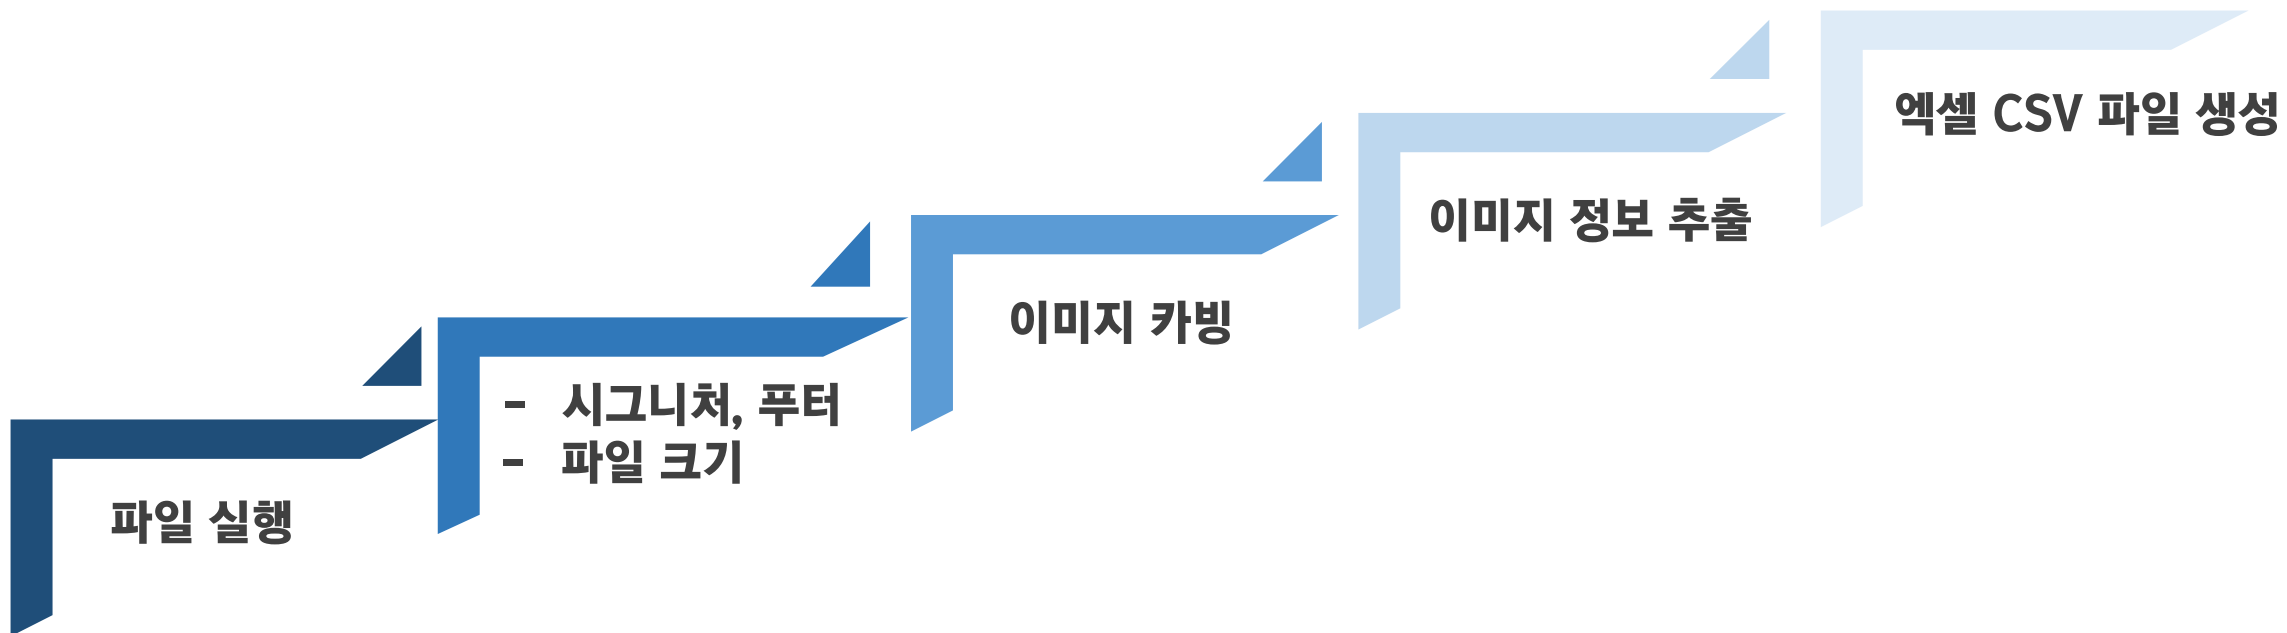 파일 실행
- 시그니처, 푸터
- 파일 크기
이미지 카빙
이미지 정보 추출
엑셀 CSV 파일 생성